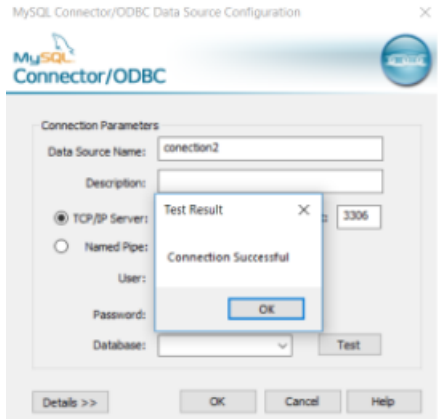 MySQL Connector/ODBC Data Source Configuration
MySQL
Connector/ODBC
Connection Parameters
Data Source Name: conection2
Description:
TCP/IP Server: 3306
Named Pipe:
User:
Password:
Database: Test
Test Result
Connection Successful
OK
Details >> OK Cancel Help